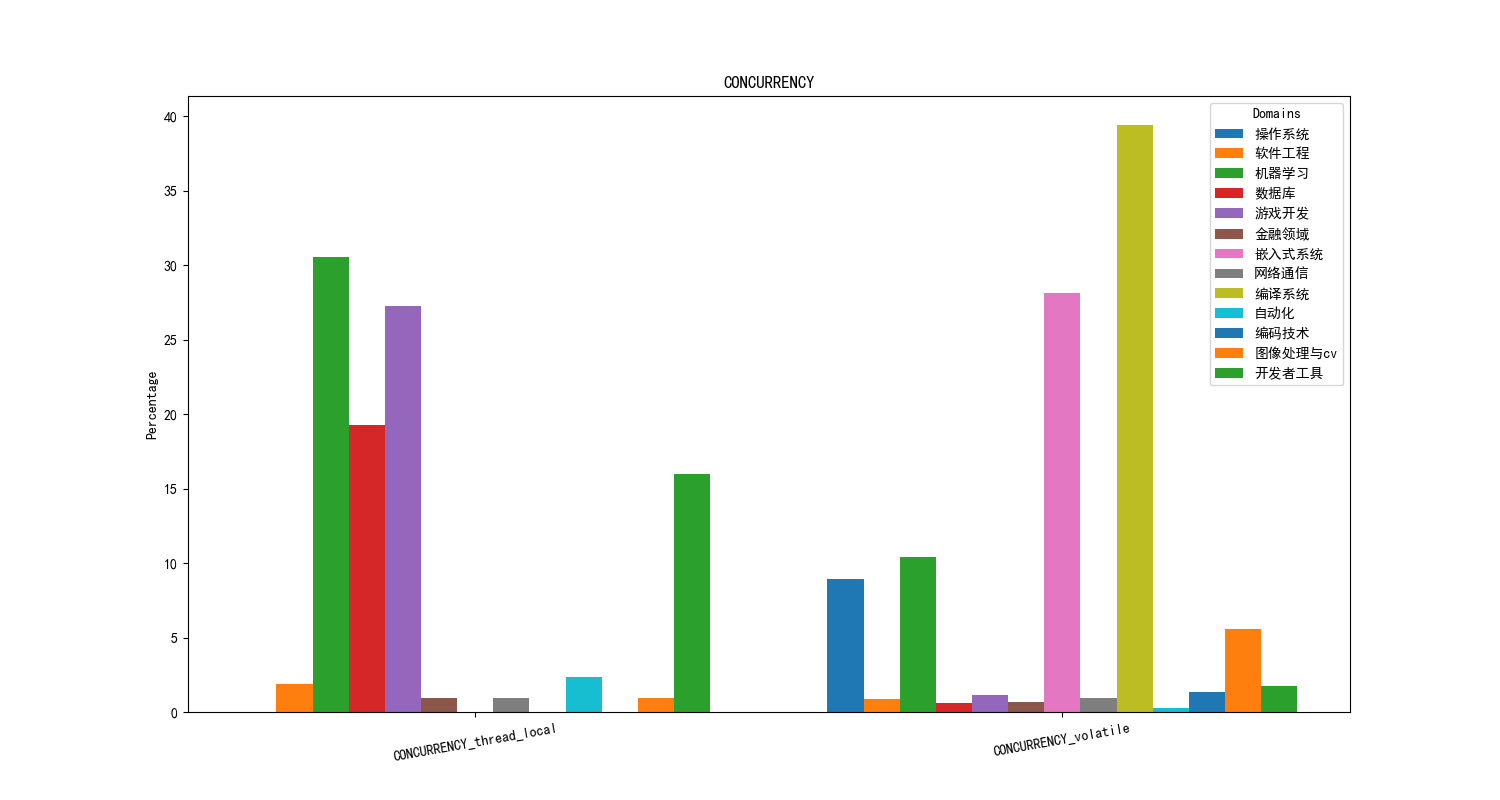 CONCURRENCY
Domains
操作系统
软件工程
机器学习
数据库
游戏开发
金融领域
嵌入式系统
网络通信
编译系统
自动化
编码技术
图像处理与cv
开发者工具
Percentage
40
35
30
25
20
15
10
5
0
CONCURRENCY_thread_local
CONCURRENCY_volatile